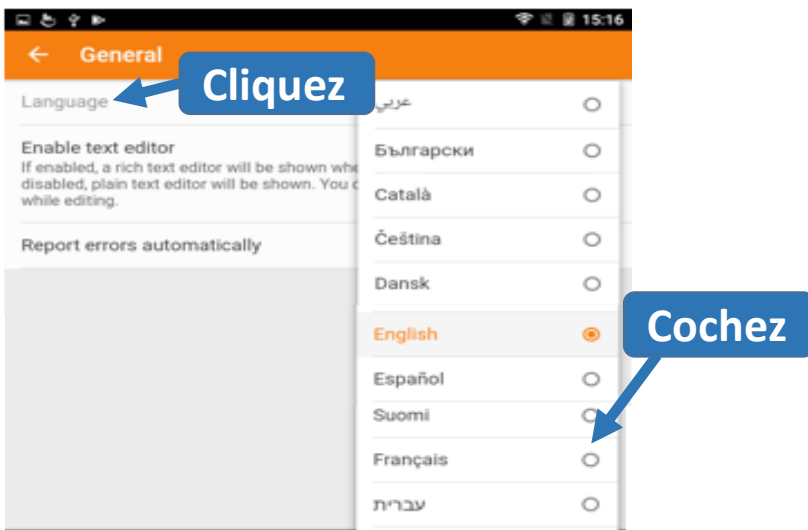 15:16
General
Cliquez
Language
Enable text editor
If enabled, a rich text editor will be shown whe
disabled, plain text editor will be shown. You c
while editing.
Report errors automatically
عربي
Български
Català
Čeština
Dansk
English
Cochez
Español
Suomi
Français
עברית